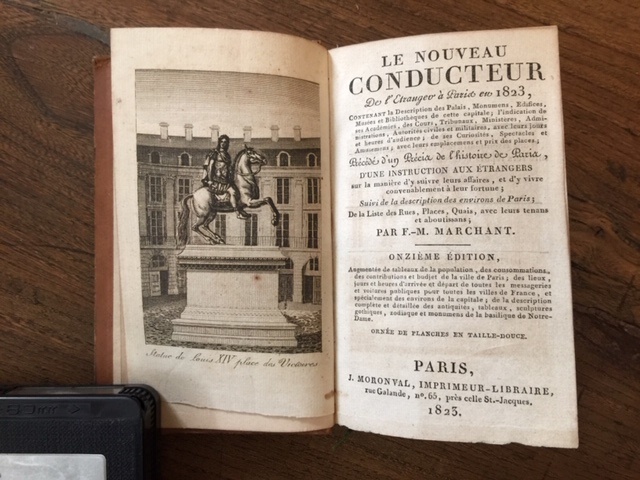 Statue de Louis XIV place des Victoires
LE NOUVEAU
CONDUCTEUR
De l'Etranger à Paris en 1823,
CONTENANT la Description des Palais, Monumens, Edifices,
Musées et Bibliothèques de cette capitale; l'indication de
ses Académies, des Cours, Tribunaux, Ministères, Admi-
nistrations, Autorités civiles et militaires, avec leurs jours
et heures d'audience; de ses Curiosités, Spectacles et
Amusemens, avec leurs emplacemens et prix des places;
Précédé d'un Précis de l'histoire de Paris,
D'UNE INSTRUCTION AUX ÉTRANGERS
sur la manière d'y suivre leurs affaires, et d'y vivre
convenablement à leur fortune;
Suivi de la description des environs de Paris;
De la Liste des Rues, Places, Quais, avec leurs tenans
et aboutissans;
PAR F.-M. MARCHANT.
ONZIÈME ÉDITION,
Augmentée de tableaux de la population, des consommations,
des contributions et budjet de la ville de Paris; des lieux,
jours et heures d'arrivée et départ de toutes les messageries
et voitures publiques pour toutes les villes de France, et
spécialement des environs de la capitale; de la description
complète et détaillée des antiquités, tableaux, sculptures
gothiques, zodiaque et monumens de la basilique de Notre-
Dame.
ORNÉE DE PLANCHES EN TAILLE-DOUCE.
PARIS,
J. MORONVAL, IMPRIMEUR-LIBRAIRE,
rue Galande, nº. 65, près celle St.-Jacques.
1823.